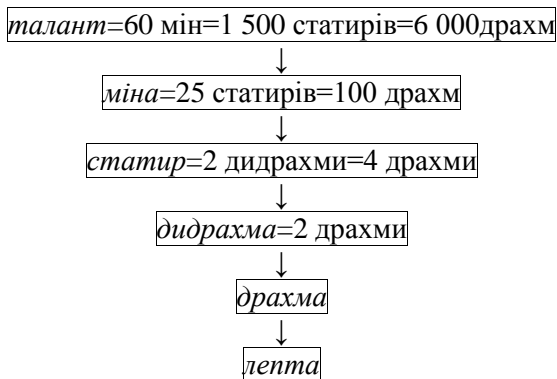 талант=60 мін=1 500 статирів=6 000драхм
↓
міна=25 статирів=100 драхм
↓
статир=2 дидрахми=4 драхми
↓
дидрахма=2 драхми
↓
драхма
↓
лепта